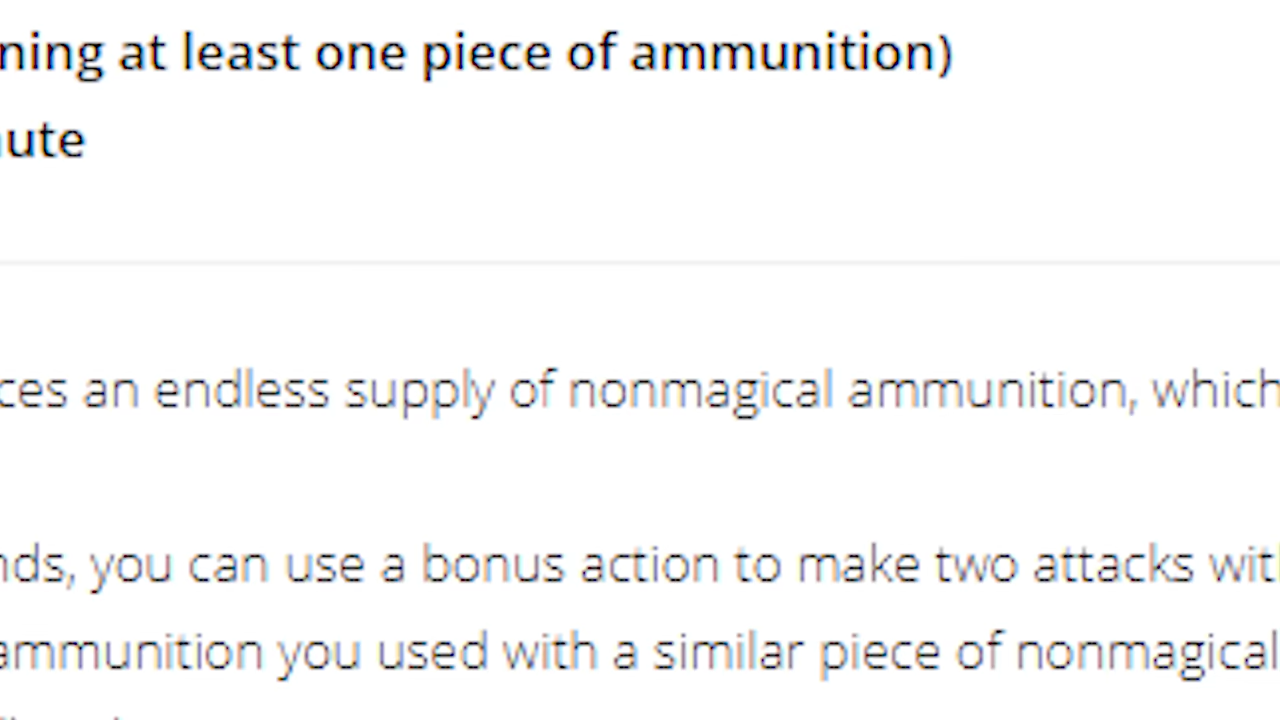 ning at least one piece of ammunition)
ute
ces an endless supply of nonmagical ammunition, which
nds, you can use a bonus action to make two attacks with
ammunition you used with a similar piece of nonmagical